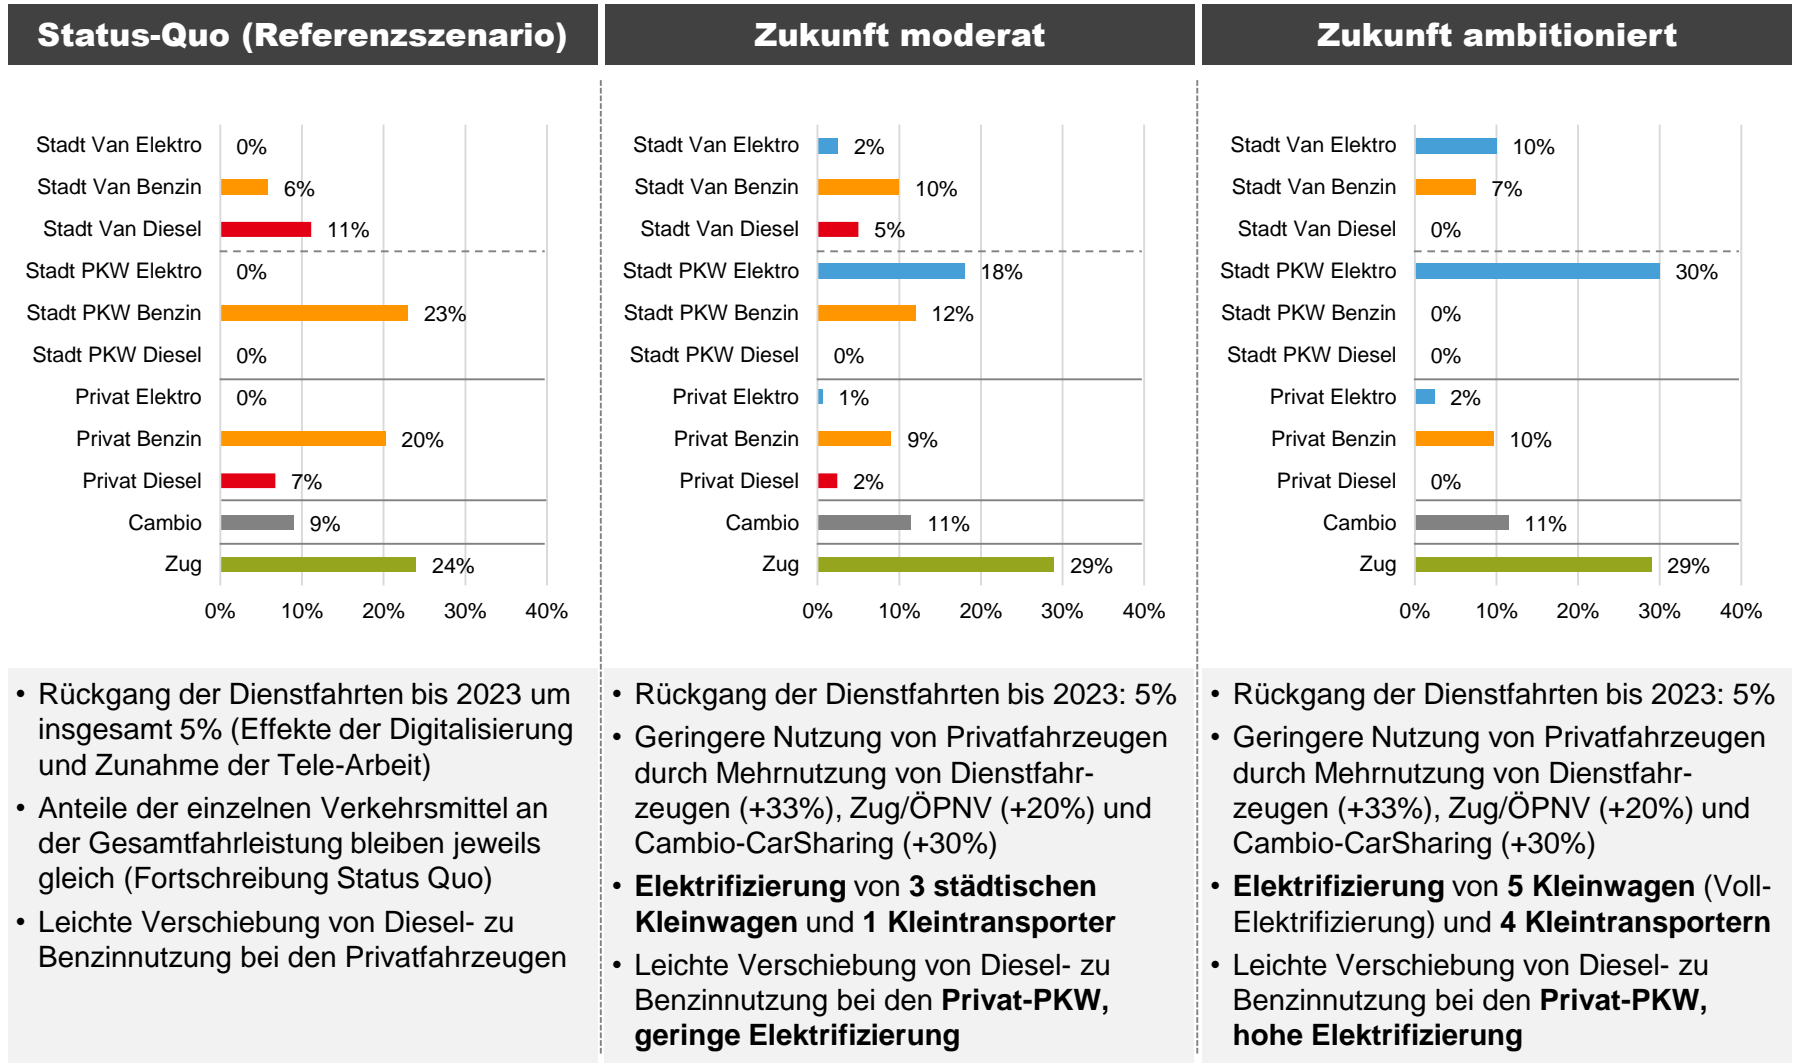 Status-Quo (Referenzszenario)
Stadt Van Elektro 0%
Stadt Van Benzin 6%
Stadt Van Diesel 11%
Stadt PKW Elektro 0%
Stadt PKW Benzin 23%
Stadt PKW Diesel 0%
Privat Elektro 0%
Privat Benzin 20%
Privat Diesel 7%
Cambio 9%
Zug 24%
0% 10% 20% 30% 40%
• Rückgang der Dienstfahrten bis 2023 um
insgesamt 5% (Effekte der Digitalisierung
und Zunahme der Tele-Arbeit)
• Anteile der einzelnen Verkehrsmittel an
der Gesamtfahrleistung bleiben jeweils
gleich (Fortschreibung Status Quo)
• Leichte Verschiebung von Diesel- zu
Benzinnutzung bei den Privatfahrzeugen
Zukunft moderat
Stadt Van Elektro 2%
Stadt Van Benzin 10%
Stadt Van Diesel 5%
Stadt PKW Elektro 18%
Stadt PKW Benzin 12%
Stadt PKW Diesel 0%
Privat Elektro 1%
Privat Benzin 9%
Privat Diesel 2%
Cambio 11%
Zug 29%
0% 10% 20% 30% 40%
• Rückgang der Dienstfahrten bis 2023: 5%
• Geringere Nutzung von Privatfahrzeugen
durch Mehrnutzung von Dienstfahr-
zeugen (+33%), Zug/ÖPNV (+20%) und
Cambio-CarSharing (+30%)
• Elektrifizierung von 3 städtischen
Kleinwagen und 1 Kleintransporter
• Leichte Verschiebung von Diesel- zu
Benzinnutzung bei den Privat-PKW,
geringe Elektrifizierung
Zukunft ambitioniert
Stadt Van Elektro 10%
Stadt Van Benzin 7%
Stadt Van Diesel 0%
Stadt PKW Elektro 30%
Stadt PKW Benzin 0%
Stadt PKW Diesel 0%
Privat Elektro 2%
Privat Benzin 10%
Privat Diesel 0%
Cambio 11%
Zug 29%
0% 10% 20% 30% 40%
• Rückgang der Dienstfahrten bis 2023: 5%
• Geringere Nutzung von Privatfahrzeugen
durch Mehrnutzung von Dienstfahr-
zeugen (+33%), Zug/ÖPNV (+20%) und
Cambio-CarSharing (+30%)
• Elektrifizierung von 5 Kleinwagen (Voll-
Elektrifizierung) und 4 Kleintransportern
• Leichte Verschiebung von Diesel- zu
Benzinnutzung bei den Privat-PKW,
hohe Elektrifizierung